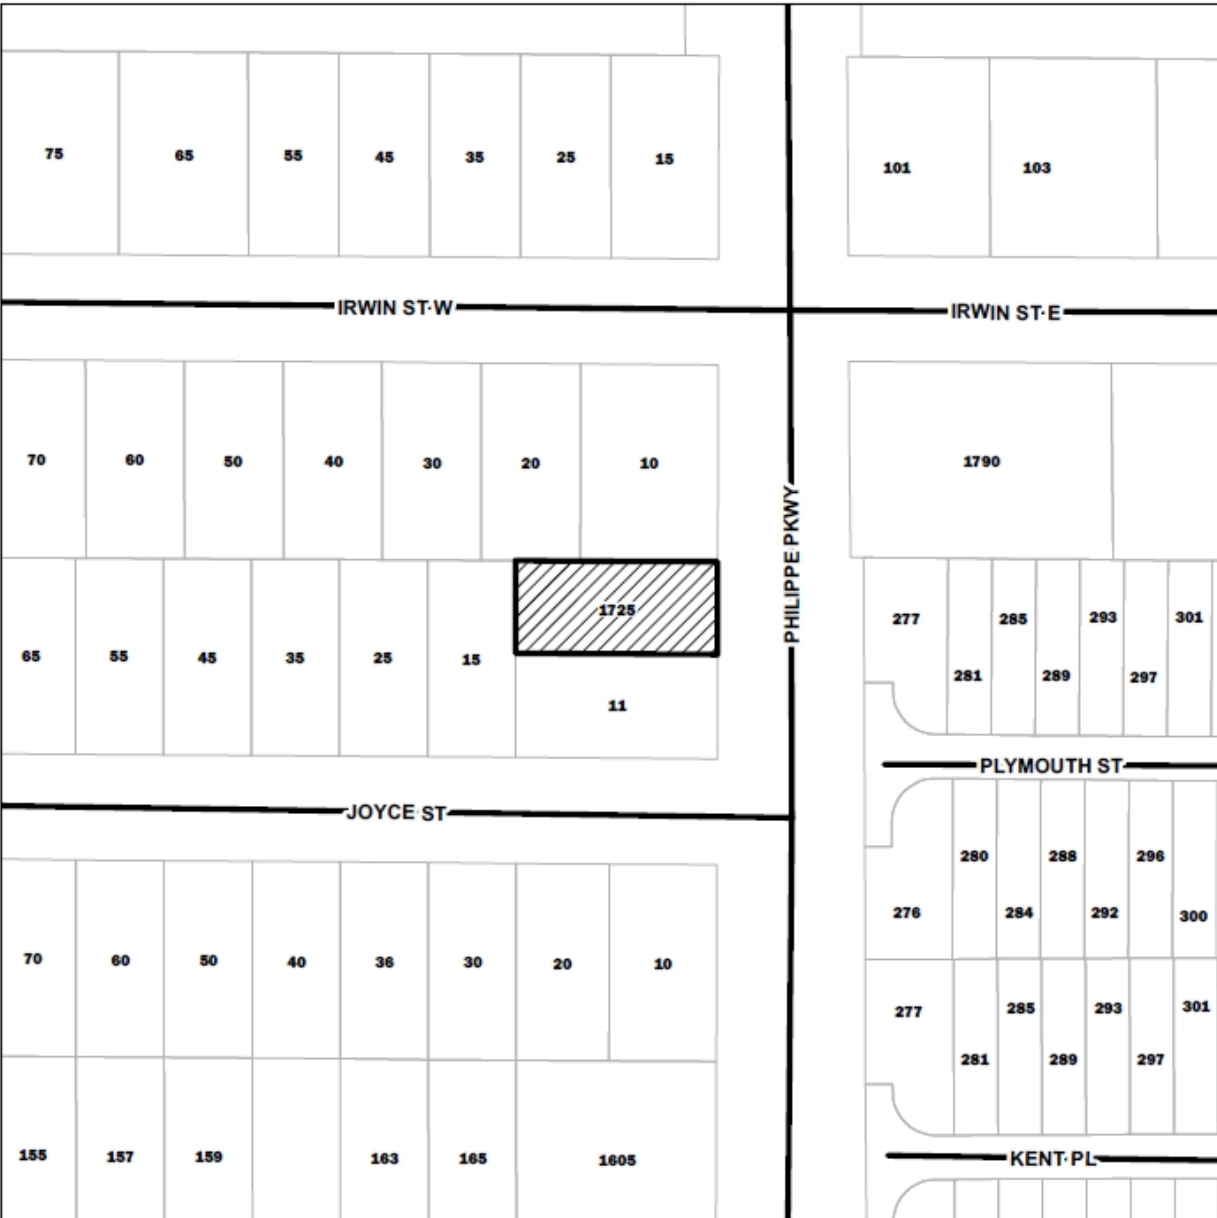 75 65 55 45 35 25 15 101 103
IRWIN ST W IRWIN ST E
70 60 50 40 30 20 10 1790
PHILIPPE PKWY
1725
277 285 293 301
281 289 297
65 55 45 35 25 15
11
PLYMOUTH ST
JOYCE ST
280 288 296
276 284 292 300
70 60 50 40 36 30 20 10
277 285 293 301
281 289 297
155 157 159 163 165 1605
KENT PL